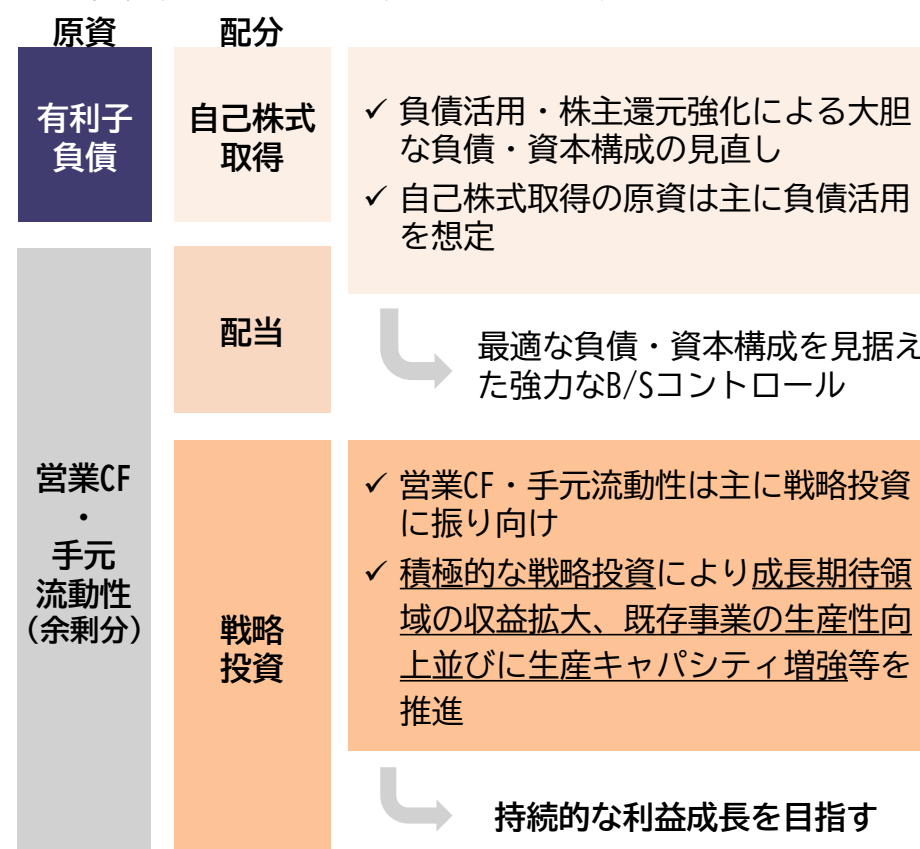 原資
配分
有利子
負債
自己株式
取得
✓ 負債活用・株主還元強化による大胆
な負債・資本構成の見直し
✓ 自己株式取得の原資は主に負債活用
を想定
配当
最適な負債・資本構成を見据え
た強力なB/Sコントロール
営業CF
・
手元
流動性
(余剰分)
戦略
投資
✓ 営業CF・手元流動性は主に戦略投資
に振り向け
✓ 積極的な戦略投資により成長期待領
域の収益拡大、既存事業の生産性向
上並びに生産キャパシティ増強等を
推進
持続的な利益成長を目指す